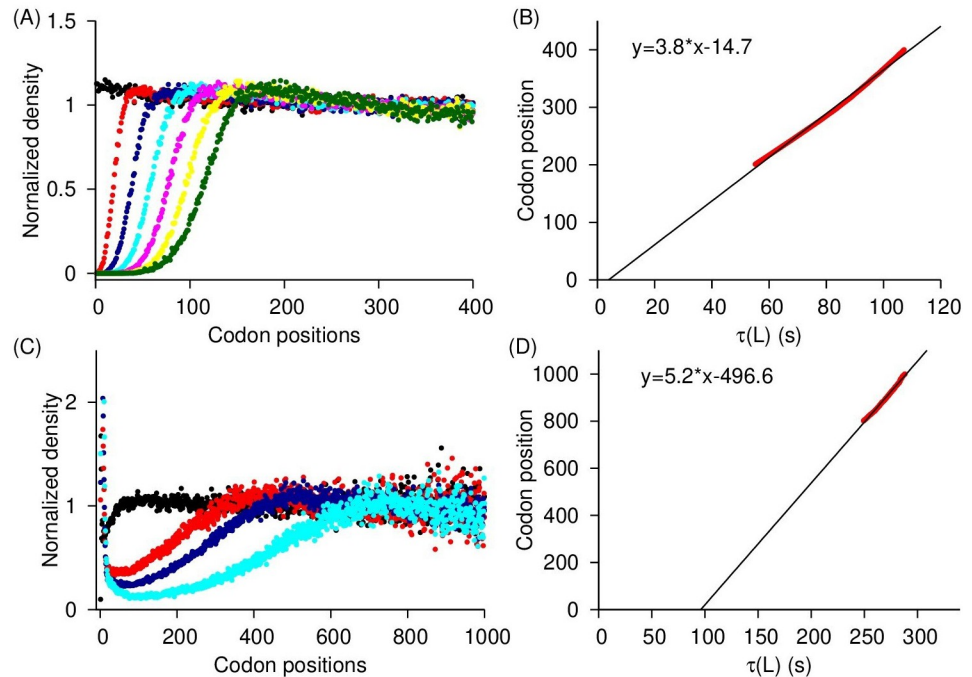 (A)
1.5
1
0.5
0
Normalized density
0 100 200 300 400
Codon positions
(B)
y=3.8*x-14.7
400
300
200
100
0
Codon position
0 20 40 60 80 100 120
τ(L) (s)
(C)
2
1
0
Normalized density
0 200 400 600 800 1000
Codon positions
(D)
y=5.2*x-496.6
1000
800
600
400
200
0
Codon position
0 50 100 150 200 250 300
τ(L) (s)